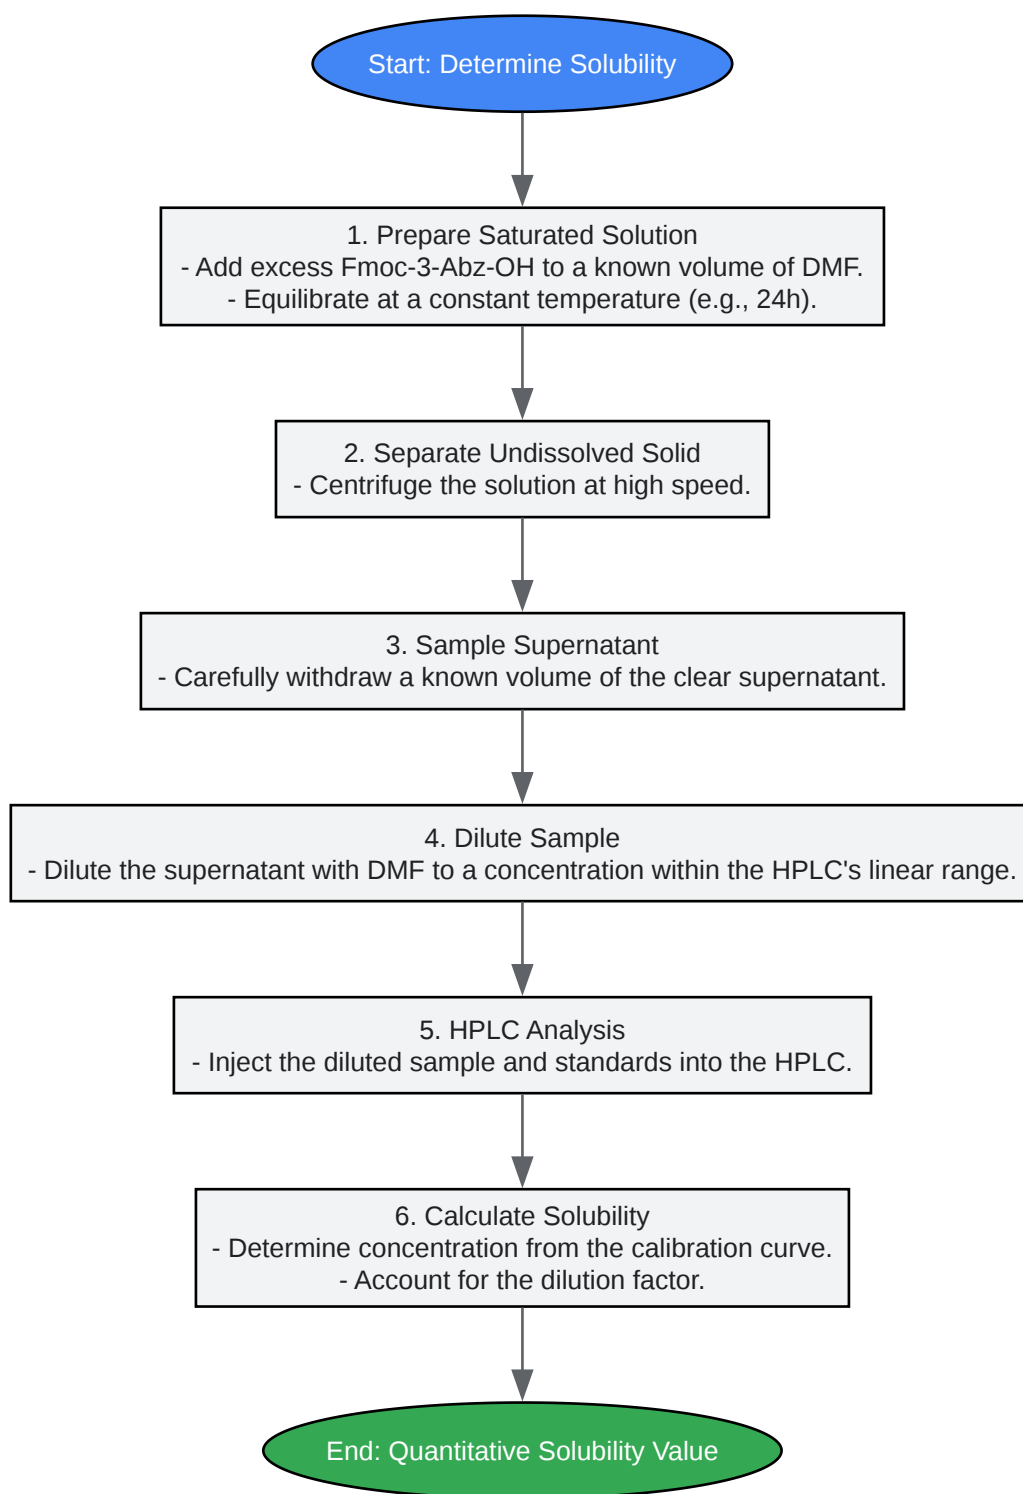 Start: Determine Solubility
1. Prepare Saturated Solution
- Add excess Fmoc-3-Abz-OH to a known volume of DMF.
- Equilibrate at a constant temperature (e.g., 24h).
2. Separate Undissolved Solid
- Centrifuge the solution at high speed.
3. Sample Supernatant
- Carefully withdraw a known volume of the clear supernatant.
4. Dilute Sample
- Dilute the supernatant with DMF to a concentration within the HPLC's linear range.
5. HPLC Analysis
- Inject the diluted sample and standards into the HPLC.
6. Calculate Solubility
- Determine concentration from the calibration curve.
- Account for the dilution factor.
End: Quantitative Solubility Value